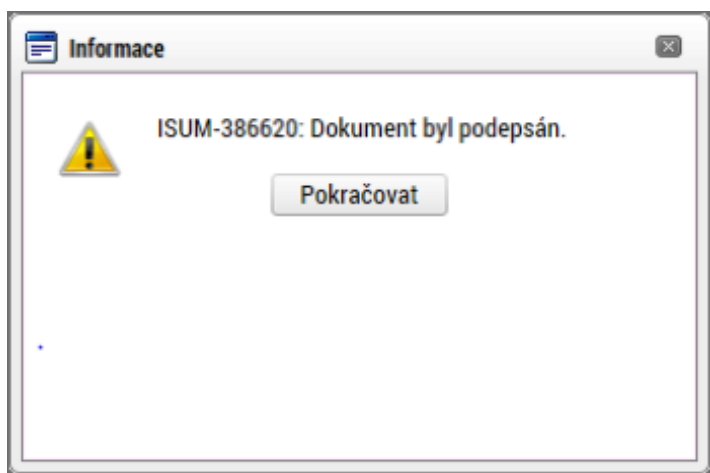 Informace
ISUM-386620: Dokument byl podepsán.
Pokračovat